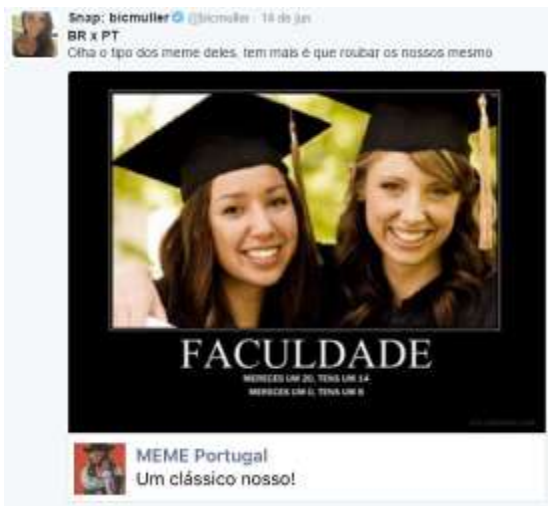 Snap: bicmuller @bicmuller · 14 de jun
BR x PT
Olha o tipo dos meme deles, tem mais é que roubar os nossos mesmo
FACULDADE
MERECES UM 20, TENS UM 14
MERECES UM 0, TENS UM 8
MEME Portugal
Um clássico nosso!